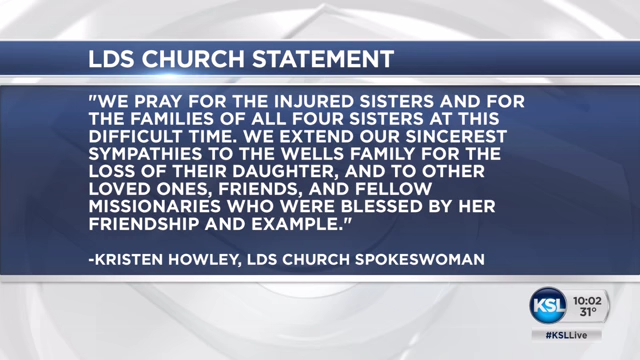 LDS CHURCH STATEMENT
"WE PRAY FOR THE INJURED SISTERS AND FOR
THE FAMILIES OF ALL FOUR SISTERS AT THIS
DIFFICULT TIME. WE EXTEND OUR SINCEREST
SYMPATHIES TO THE WELLS FAMILY FOR THE
LOSS OF THEIR DAUGHTER, AND TO OTHER
LOVED ONES, FRIENDS, AND FELLOW
MISSIONARIES WHO WERE BLESSED BY HER
FRIENDSHIP AND EXAMPLE."
-KRISTEN HOWLEY, LDS CHURCH SPOKESWOMAN
KSL
10:02
31°
#KSLLive